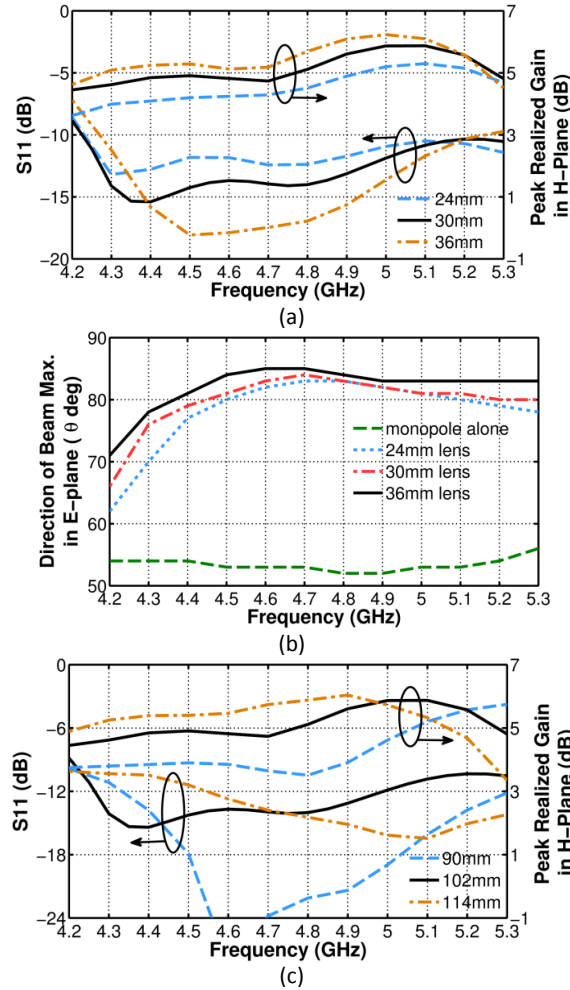 0
−5
−10
−15
−20
S11 (dB)
7
5
3
1
−1
Peak Realized Gain
in H−Plane (dB)
24mm
30mm
36mm
4.2 4.3 4.4 4.5 4.6 4.7 4.8 4.9 5 5.1 5.2 5.3
Frequency (GHz)
(a)
90
80
70
60
50
Direction of Beam Max.
in E−plane ( θ deg)
monopole alone
24mm lens
30mm lens
36mm lens
4.2 4.3 4.4 4.5 4.6 4.7 4.8 4.9 5 5.1 5.2 5.3
Frequency (GHz)
(b)
0
−6
−12
−18
−24
S11 (dB)
7
5
3
1
−1
Peak Realized Gain
in H−Plane (dB)
90mm
102mm
114mm
4.2 4.3 4.4 4.5 4.6 4.7 4.8 4.9 5 5.1 5.2 5.3
Frequency (GHz)
(c)